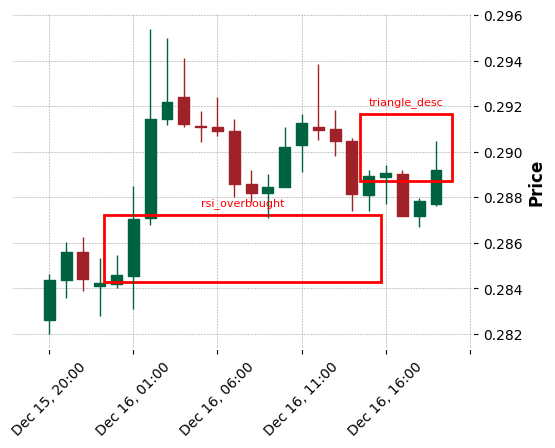 0.296
0.294
triangle_desc
0.292
0.290
Price
rsi_overbought
0.288
0.286
0.284
0.282
Dec 15, 20:00
Dec 16, 01:00
Dec 16, 06:00
Dec 16, 11:00
Dec 16, 16:00